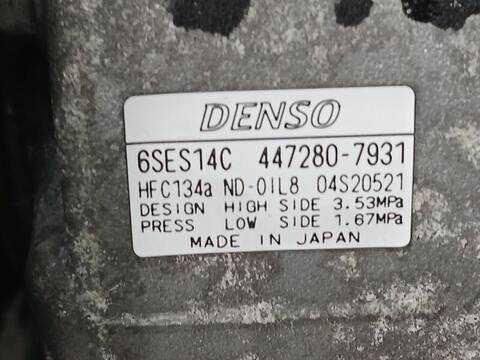 DENSO
6SES14C 447280-7931
HFC134a ND-OIL8 04S20521
DESIGN HIGH SIDE 3.53MPa
PRESS LOW SIDE 1.67MPa
MADE IN JAPAN